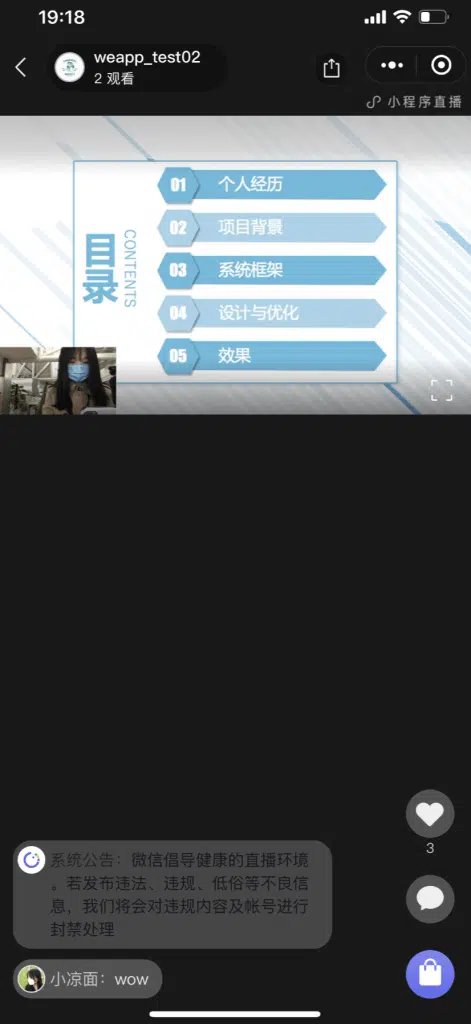 19:18
weapp_test02
2 观看
小程序直播
目录
CONTENTS
01 个人经历
02 项目背景
03 系统框架
04 设计与优化
05 效果
3
系统公告：微信倡导健康的直播环境
。若发布违法、违规、低俗等不良信
息，我们将会对违规内容及帐号进行
封禁处理
小凉面：wow